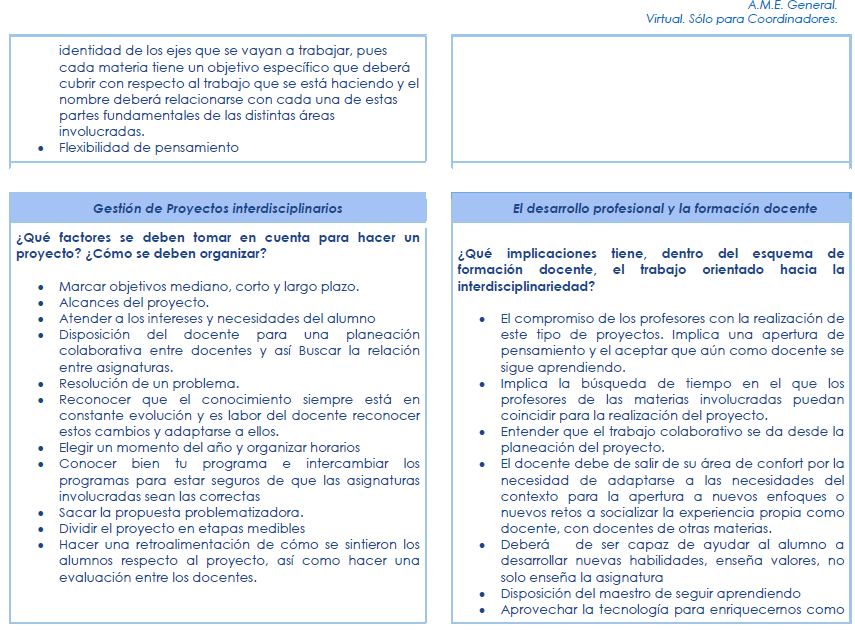 A.M.E. General.
Virtual. Sólo para Coordinadores.
identidad de los ejes que se vayan a trabajar, pues
cada materia tiene un objetivo específico que deberá
cubrir con respecto al trabajo que se está haciendo y el
nombre deberá relacionarse con cada una de estas
partes fundamentales de las distintas áreas
involucradas.
• Flexibilidad de pensamiento
Gestión de Proyectos interdisciplinarios
¿Qué factores se deben tomar en cuenta para hacer un
proyecto? ¿Cómo se deben organizar?
• Marcar objetivos mediano, corto y largo plazo.
• Alcances del proyecto.
• Atender a los intereses y necesidades del alumno
• Disposición del docente para una planeación
colaborativa entre docentes y así Buscar la relación
entre asignaturas.
• Resolución de un problema.
• Reconocer que el conocimiento siempre está en
constante evolución y es labor del docente reconocer
estos cambios y adaptarse a ellos.
• Elegir un momento del año y organizar horarios
• Conocer bien tu programa e intercambiar los
programas para estar seguros de que las asignaturas
involucradas sean las correctas
• Sacar la propuesta problematizadora.
• Dividir el proyecto en etapas medibles
• Hacer una retroalimentación de cómo se sintieron los
alumnos respecto al proyecto, así como hacer una
evaluación entre los docentes.
El desarrollo profesional y la formación docente
¿Qué implicaciones tiene, dentro del esquema de
formación docente, el trabajo orientado hacia la
interdisciplinariedad?
• El compromiso de los profesores con la realización de
este tipo de proyectos. Implica una apertura de
pensamiento y el aceptar que aún como docente se
sigue aprendiendo.
• Implica la búsqueda de tiempo en el que los
profesores de las materias involucradas puedan
coincidir para la realización del proyecto.
• Entender que el trabajo colaborativo se da desde la
planeación del proyecto.
• El docente debe de salir de su área de confort por la
necesidad de adaptarse a las necesidades del
contexto para la apertura a nuevos enfoques o
nuevos retos a socializar la experiencia propia como
docente, con docentes de otras materias.
• Deberá de ser capaz de ayudar al alumno a
desarrollar nuevas habilidades, enseña valores, no
solo enseña la asignatura
• Disposición del maestro de seguir aprendiendo
• Aprovechar la tecnología para enriquecernos como